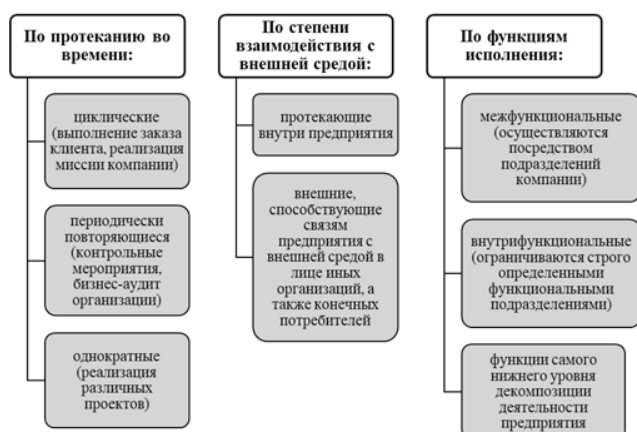 По протеканию во
времени:
циклические
(выполнение заказа
клиента, реализация
миссии компании)
периодически
повторяющиеся
(контрольные
мероприятия,
бизнес-аудит
организации)
однократные
(реализация
различных
проектов)
По степени
взаимодействия с
внешней средой:
протекающие
внутри предприятия
внешние,
способствующие
связям
предприятия с
внешней средой в
лице иных
организаций, а
также конечных
потребителей
По функциям
исполнения:
межфункциональные
(осуществляются
посредством
подразделений
компании)
внутрифункциональные
(ограничиваются строго
определенными
функциональными
подразделениями)
функции самого
нижнего уровня
декомпозиции
деятельности
предприятия